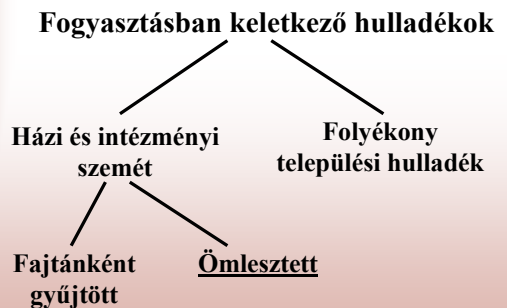 Fogyasztásban keletkező hulladékok
Házi és intézményi
szemét
Folyékony
települési hulladék
Fajtánként
gyűjtött
Ömlesztett